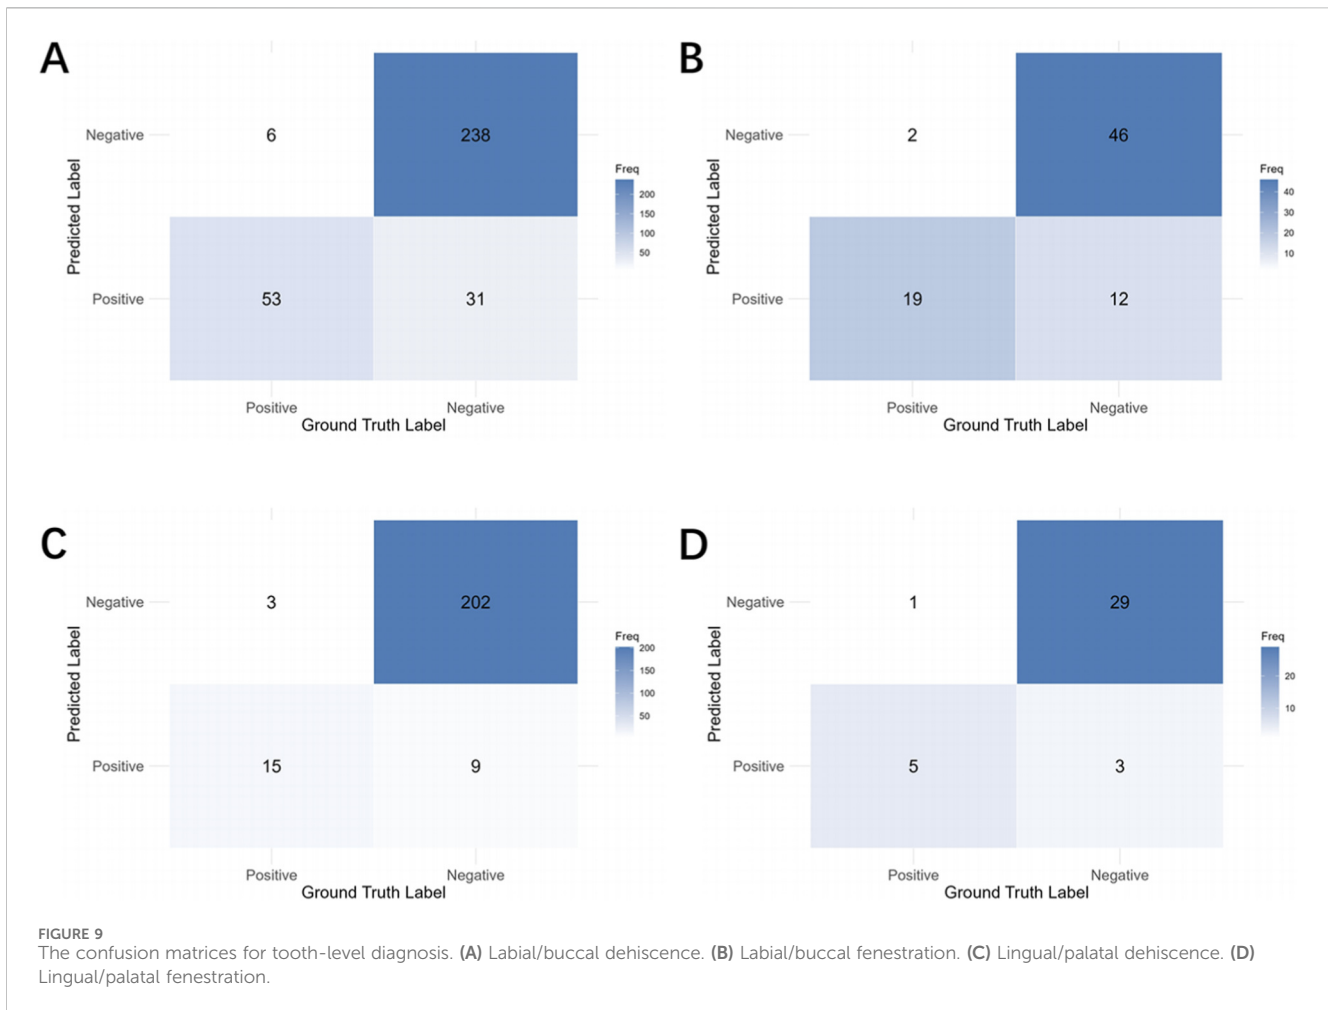 A
Negative
6
238
Positive
53
31
Predicted Label
Positive
Negative
Ground Truth Label
Freq
200
150
100
50
B
Negative
2
46
Positive
19
12
Predicted Label
Positive
Negative
Ground Truth Label
Freq
40
30
20
10
C
Negative
3
202
Positive
15
9
Predicted Label
Positive
Negative
Ground Truth Label
Freq
200
150
100
50
D
Negative
1
29
Positive
5
3
Predicted Label
Positive
Negative
Ground Truth Label
Freq
20
10
FIGURE 9
The confusion matrices for tooth-level diagnosis. (A) Labial/buccal dehiscence. (B) Labial/buccal fenestration. (C) Lingual/palatal dehiscence. (D)
Lingual/palatal fenestration.